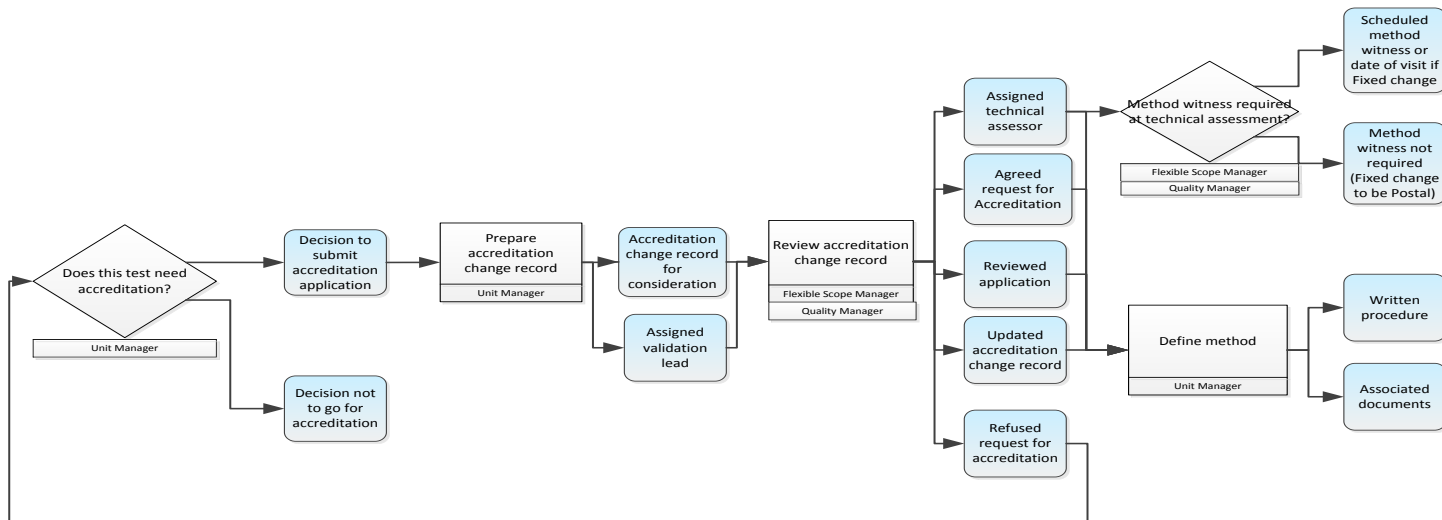 Does this test need
accreditation?
Unit Manager
Decision to
submit
accreditation
application
Decision not
to go for
accreditation
Prepare
accreditation
change record
Unit Manager
Accreditation
change record
for
consideration
Assigned
validation
lead
Review accreditation
change record
Flexible Scope Manager
Quality Manager
Assigned
technical
assessor
Agreed
request for
Accreditation
Reviewed
application
Updated
accreditation
change record
Refused
request for
accreditation
Method witness required
at technical assessment?
Flexible Scope Manager
Quality Manager
Scheduled
method
witness or
date of visit if
Fixed change
Method
witness not
required
(Fixed change
to be Postal)
Define method
Unit Manager
Written
procedure
Associated
documents